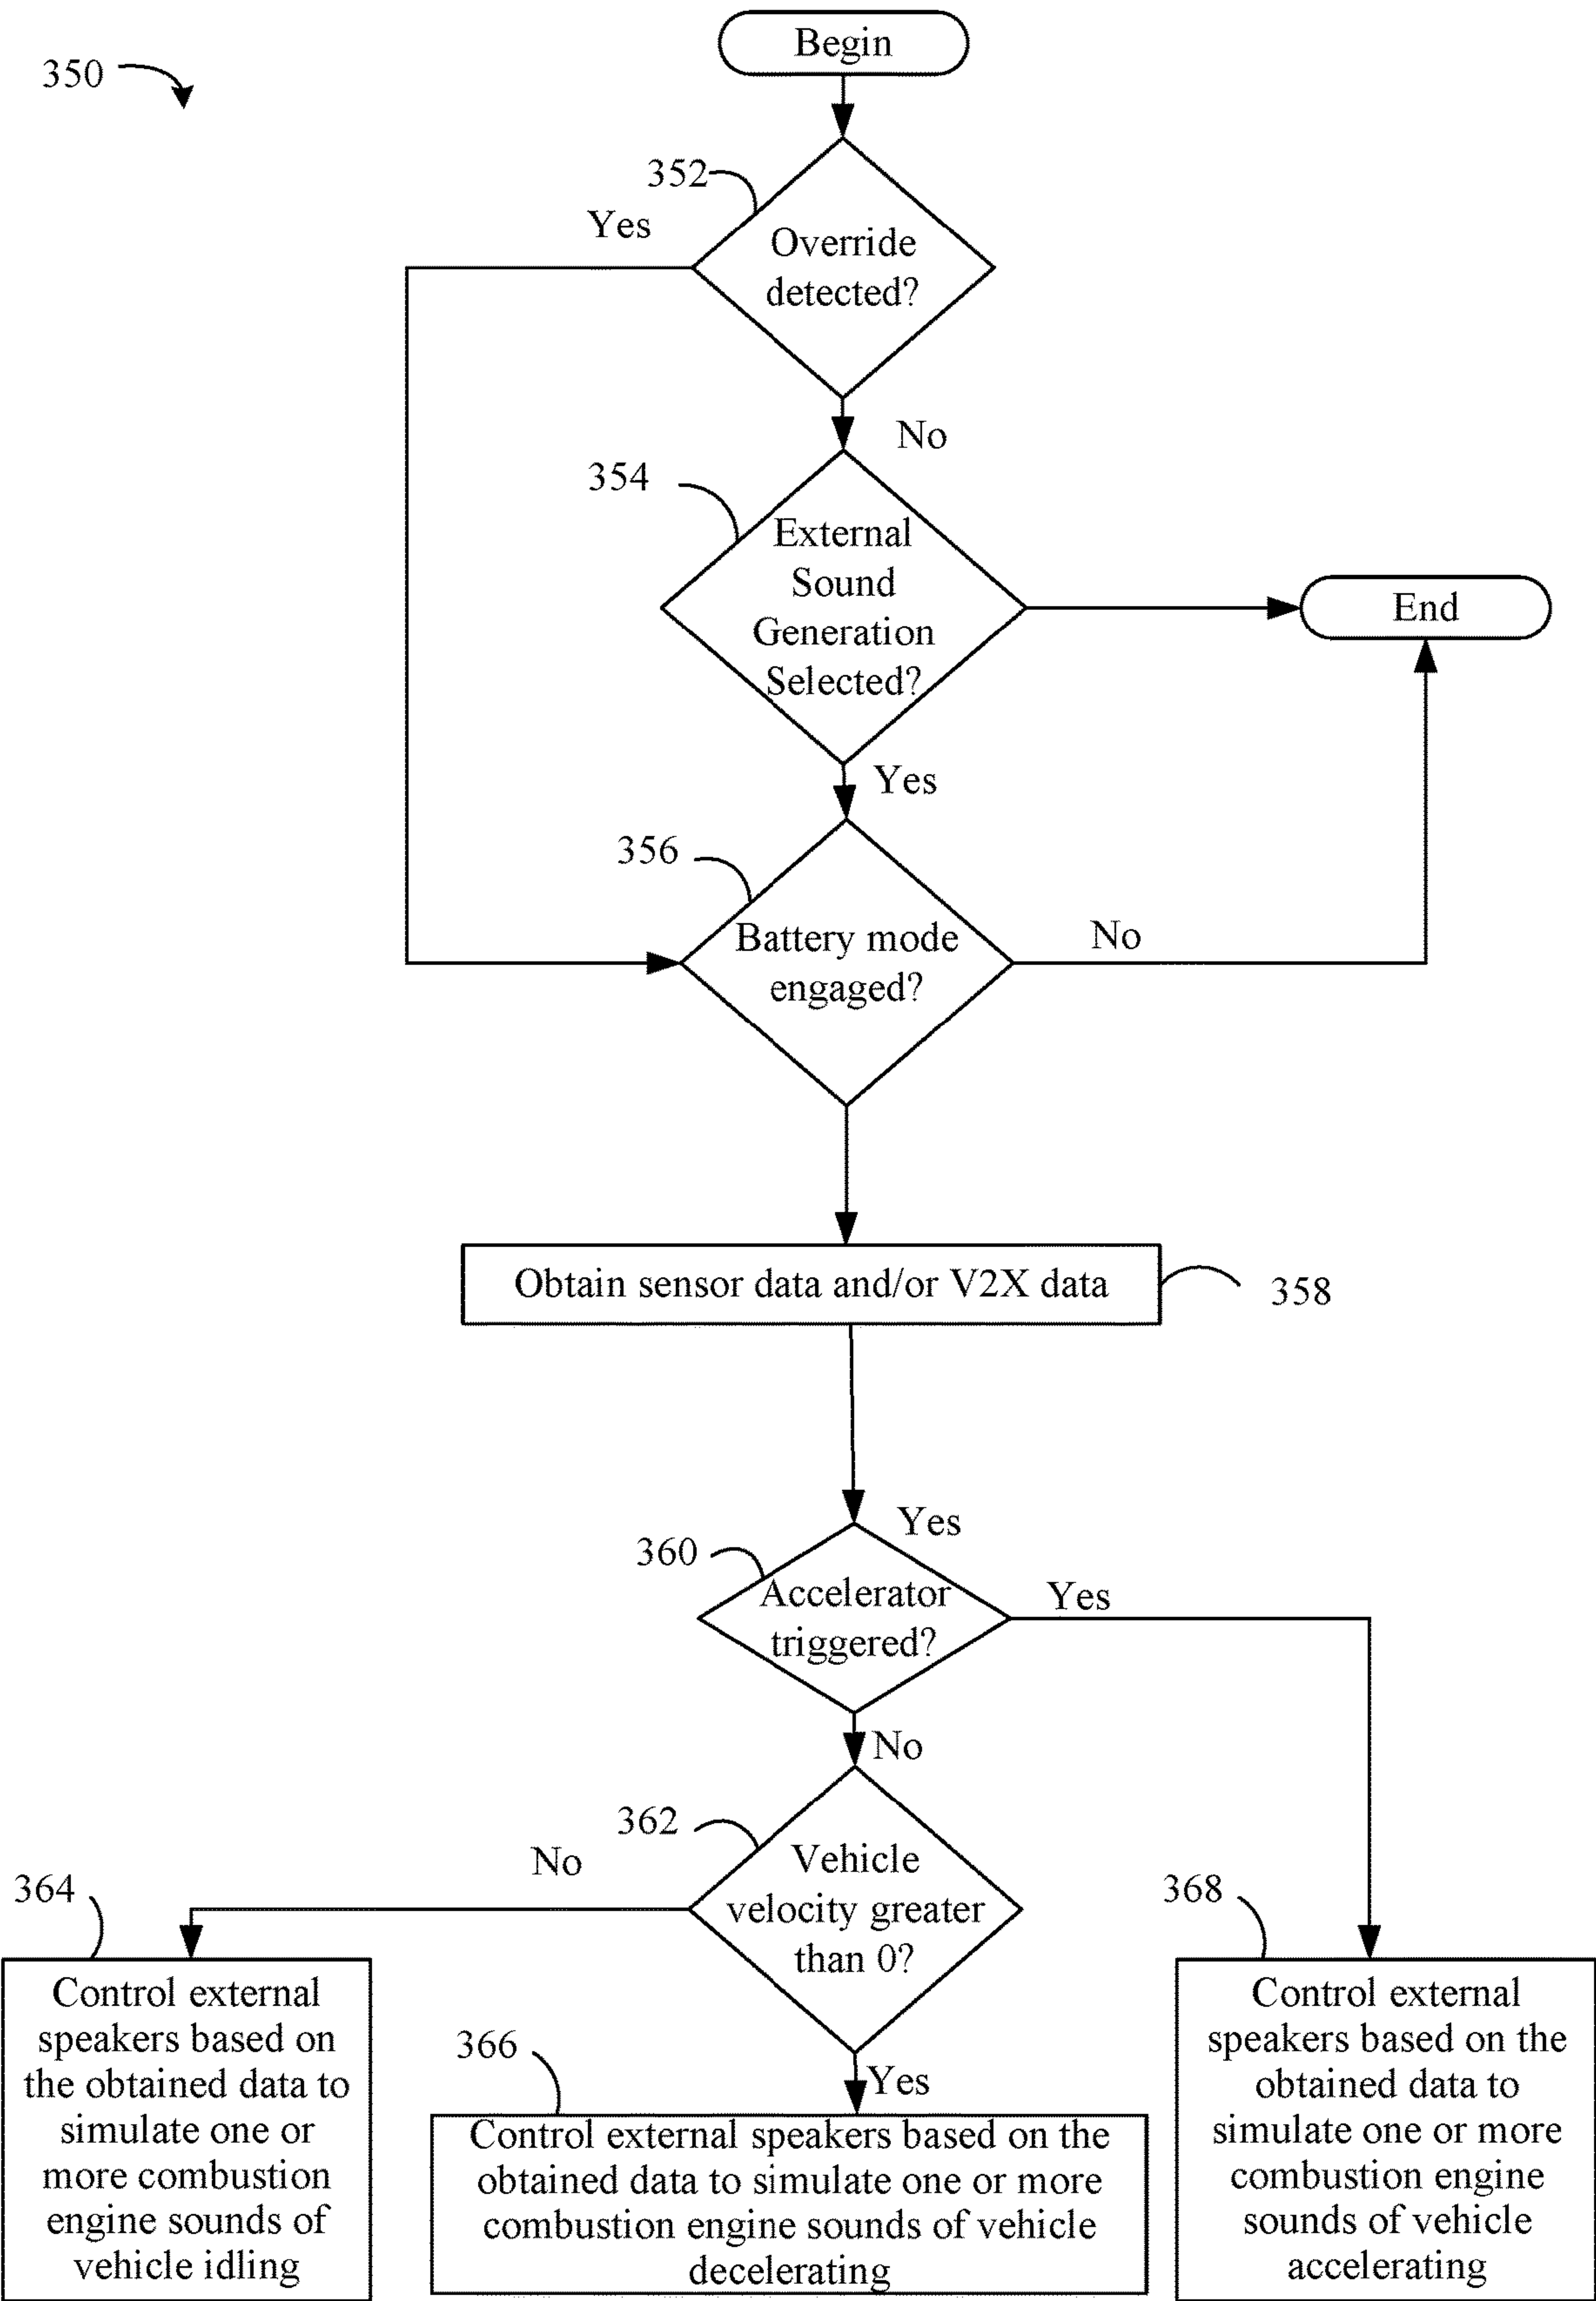 Begin
350
352
Yes
Override
detected?
No
354
External
Sound
Generation
Selected?
End
Yes
356
Battery mode
engaged?
No
Obtain sensor data and/or V2X data
358
Yes
360
Accelerator
triggered?
Yes
No
362
Vehicle
velocity greater
than 0?
No
364
368
Control external
speakers based on
the obtained data to
simulate one or
more combustion
engine sounds of
vehicle idling
366
Yes
Control external speakers based on the
obtained data to simulate one or more
combustion engine sounds of vehicle
decelerating
Control external
speakers based on the
obtained data to
simulate one or more
combustion engine
sounds of vehicle
accelerating